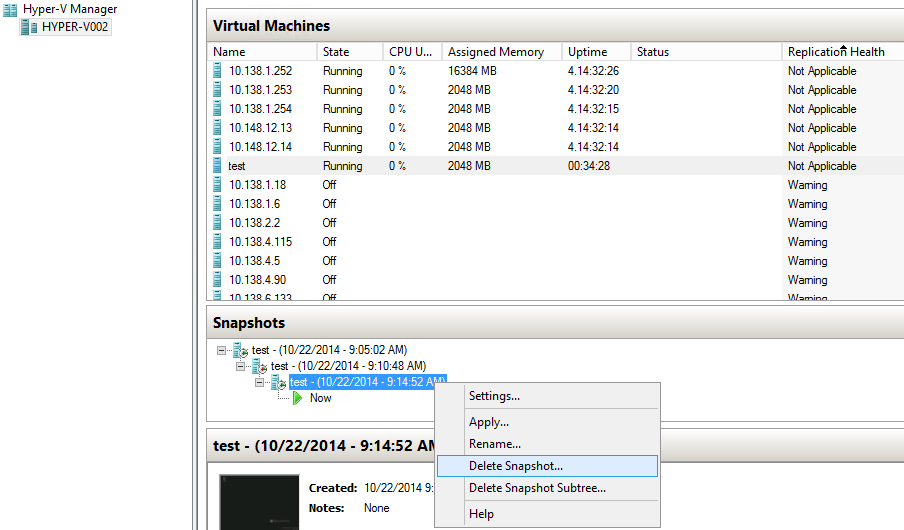 Hyper-V Manager
HYPER-V002
Virtual Machines
Name State CPU U... Assigned Memory Uptime Status Replication Health
10.138.1.252 Running 0 % 16384 MB 4.14:32:26 Not Applicable
10.138.1.253 Running 0 % 2048 MB 4.14:32:20 Not Applicable
10.138.1.254 Running 0 % 2048 MB 4.14:32:15 Not Applicable
10.148.12.13 Running 0 % 2048 MB 4.14:32:14 Not Applicable
10.148.12.14 Running 0 % 2048 MB 4.14:32:14 Not Applicable
test Running 0 % 2048 MB 00:34:28 Not Applicable
10.138.1.18 Off Warning
10.138.1.6 Off Warning
10.138.2.2 Off Warning
10.138.4.115 Off Warning
10.138.4.5 Off Warning
10.138.4.90 Off Warning
10.138.6.133 Off Warning
Snapshots
test - (10/22/2014 - 9:05:02 AM)
test - (10/22/2014 - 9:10:48 AM)
test - (10/22/2014 - 9:14:52 AM)
Now
Settings...
Apply...
Rename...
Delete Snapshot...
Delete Snapshot Subtree...
Help
test - (10/22/2014 - 9:14:52 AM
Created: 10/22/2014 9:
Notes: None